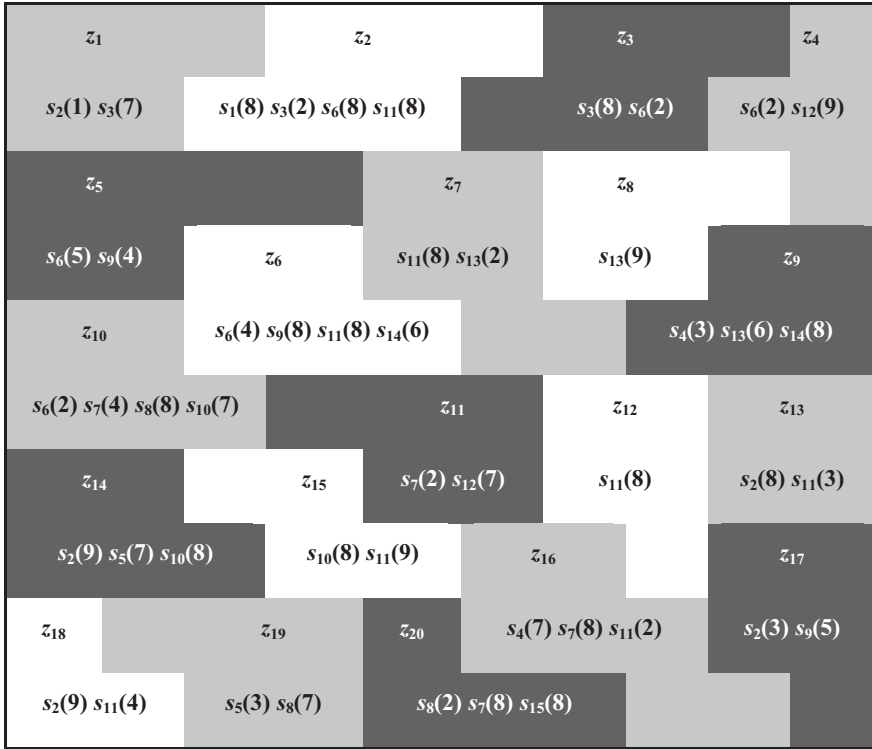 z₁ z₂ z₃ z₄
s₂(1) s₃(7) s₁(8) s₃(2) s₆(8) s₁₁(8) s₃(8) s₆(2) s₆(2) s₁₂(9)
z₅ z₇ z₈
s₆(5) s₉(4) z₆ s₁₁(8) s₁₃(2) s₁₃(9) z₉
z₁₀ s₆(4) s₉(8) s₁₁(8) s₁₄(6) s₄(3) s₁₃(6) s₁₄(8)
s₆(2) s₇(4) s₈(8) s₁₀(7) z₁₁ z₁₂ z₁₃
z₁₄ z₁₅ s₇(2) s₁₂(7) s₁₁(8) s₂(8) s₁₁(3)
s₂(9) s₅(7) s₁₀(8) s₁₀(8) s₁₁(9) z₁₆ z₁₇
z₁₈ z₁₉ z₂₀ s₄(7) s₇(8) s₁₁(2) s₂(3) s₉(5)
s₂(9) s₁₁(4) s₅(3) s₈(7) s₈(2) s₇(8) s₁₅(8)